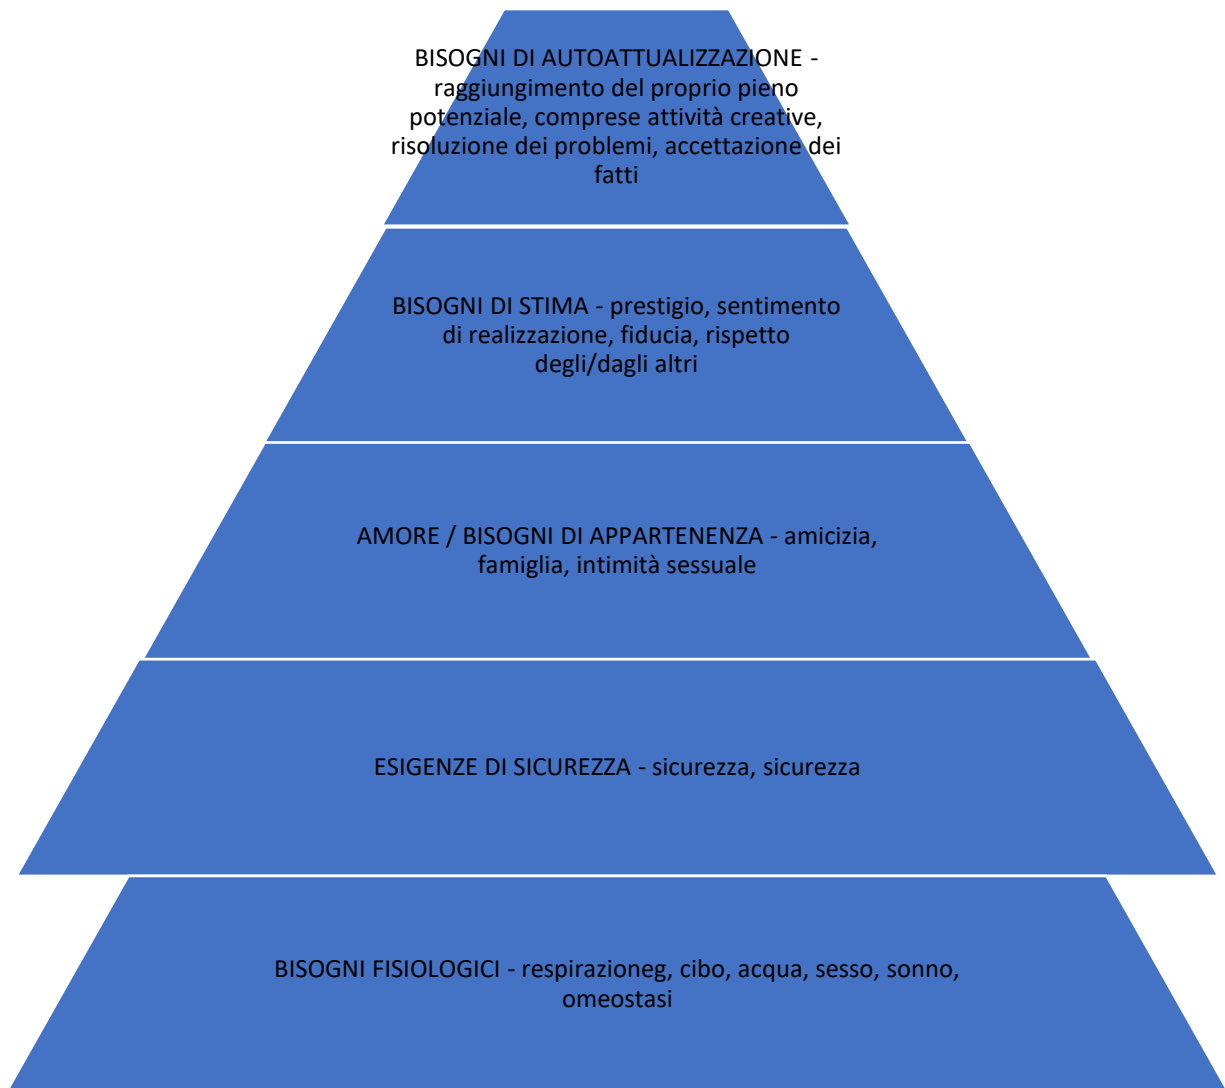 BISOGNI DI AUTOATTUALIZZAZIONE -
raggiungimento del proprio pieno
potenziale, comprese attività creative,
risoluzione dei problemi, accettazione dei
fatti
BISOGNI DI STIMA - prestigio, sentimento
di realizzazione, fiducia, rispetto
degli/dagli altri
AMORE / BISOGNI DI APPARTENENZA - amicizia,
famiglia, intimità sessuale
ESIGENZE DI SICUREZZA - sicurezza, sicurezza
BISOGNI FISIOLOGICI - respirazioneg, cibo, acqua, sesso, sonno,
omeostasi